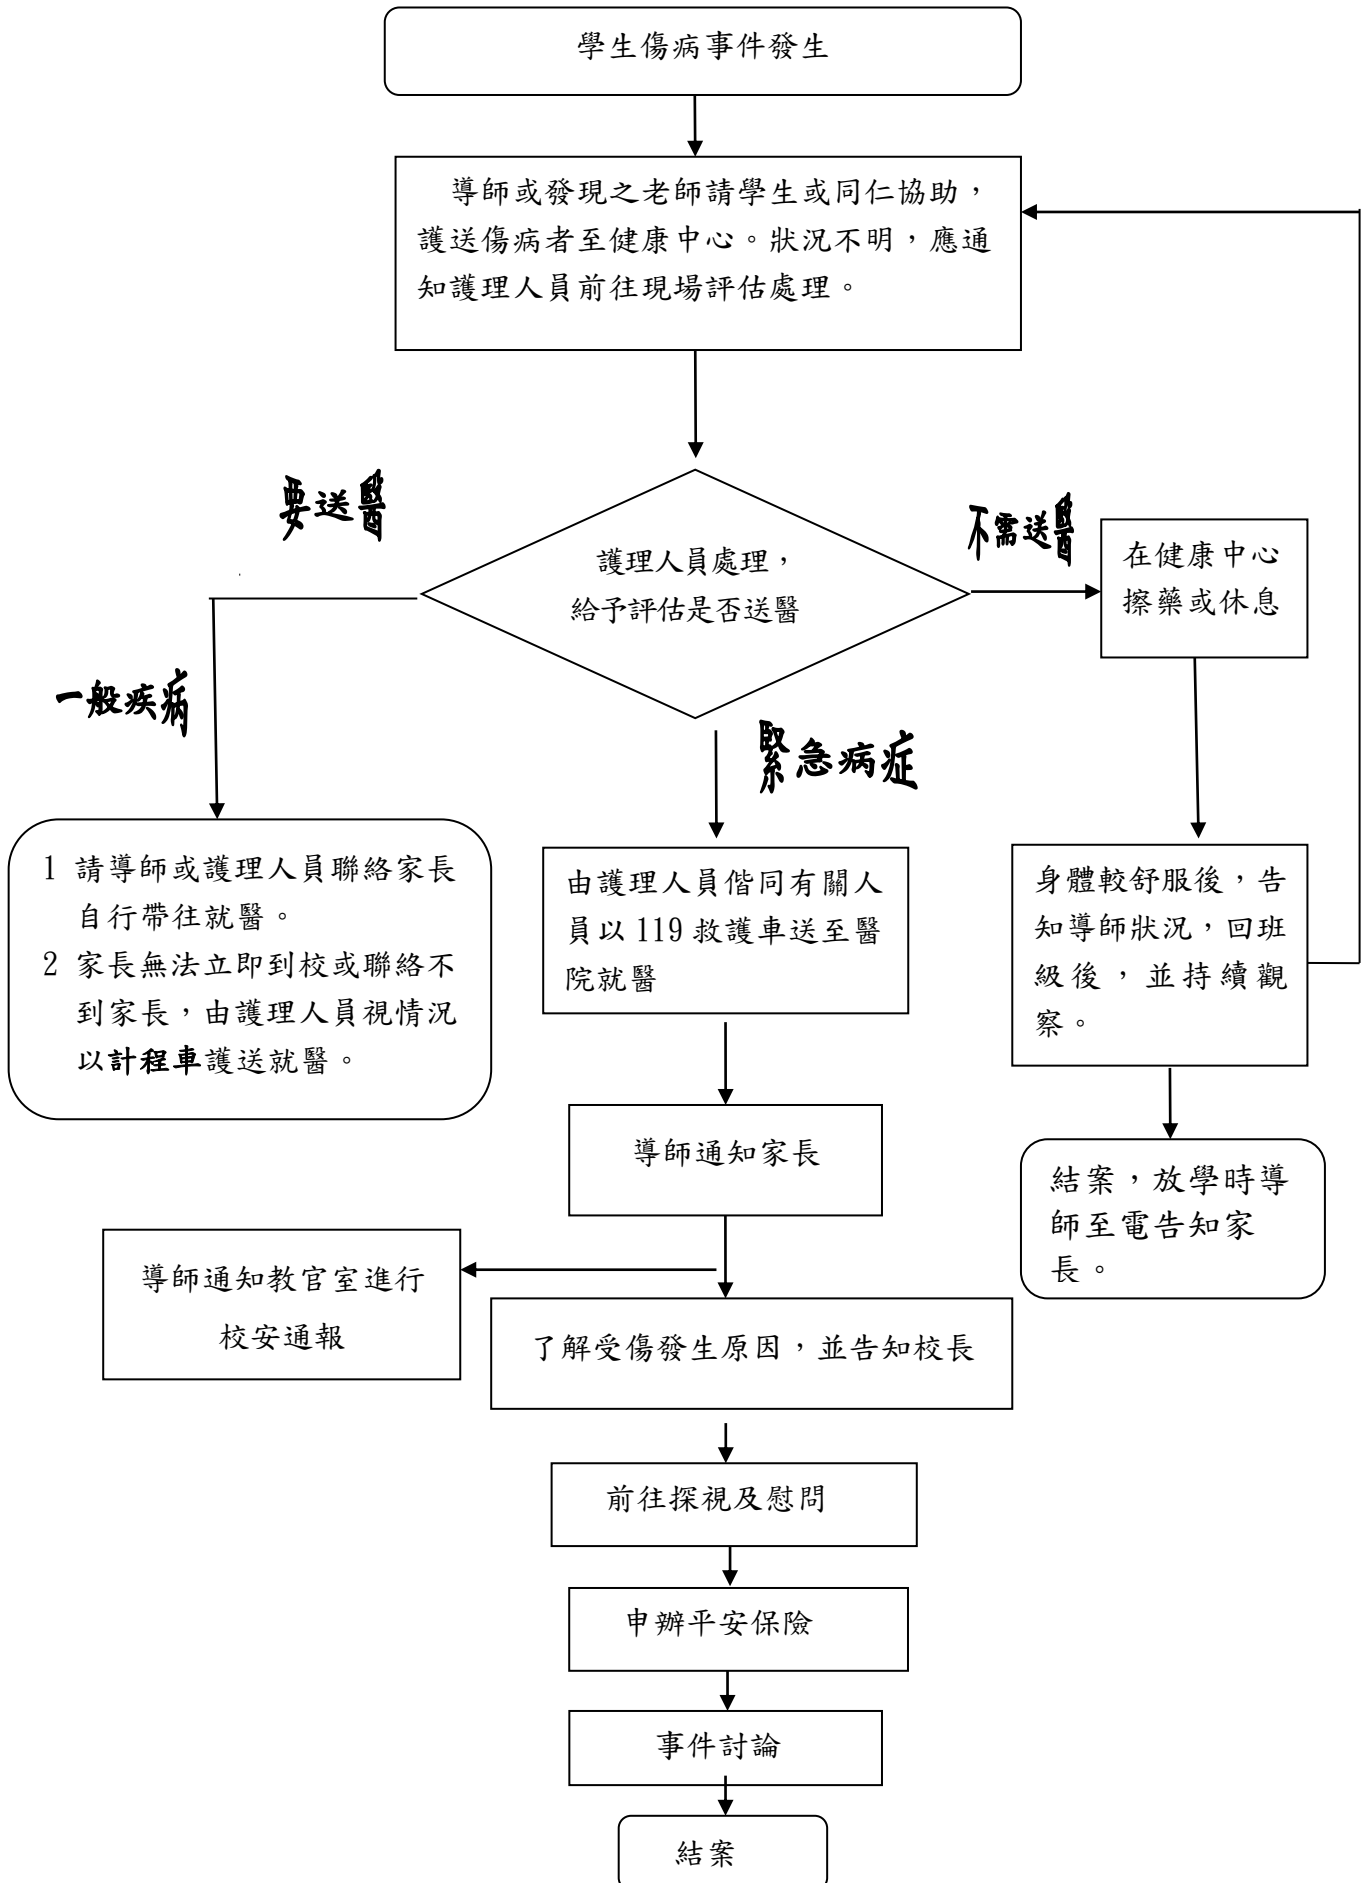 學生傷病事件發生
導師或發現之老師請學生或同仁協助，
護送傷病者至健康中心。狀況不明，應通
知護理人員前往現場評估處理。
要送醫
不需送醫
護理人員處理，
給予評估是否送醫
在健康中心
擦藥或休息
一般疾病
緊急病症
1 請導師或護理人員聯絡家長
自行帶往就醫。
2 家長無法立即到校或聯絡不
到家長，由護理人員視情況
以計程車護送就醫。
由護理人員偕同有關人
員以 119 救護車送至醫
院就醫
身體較舒服後，告
知導師狀況，回班
級後，並持續觀
察。
導師通知家長
結案，放學時導
師至電告知家
長。
導師通知教官室進行
校安通報
了解受傷發生原因，並告知校長
前往探視及慰問
申辦平安保險
事件討論
結案